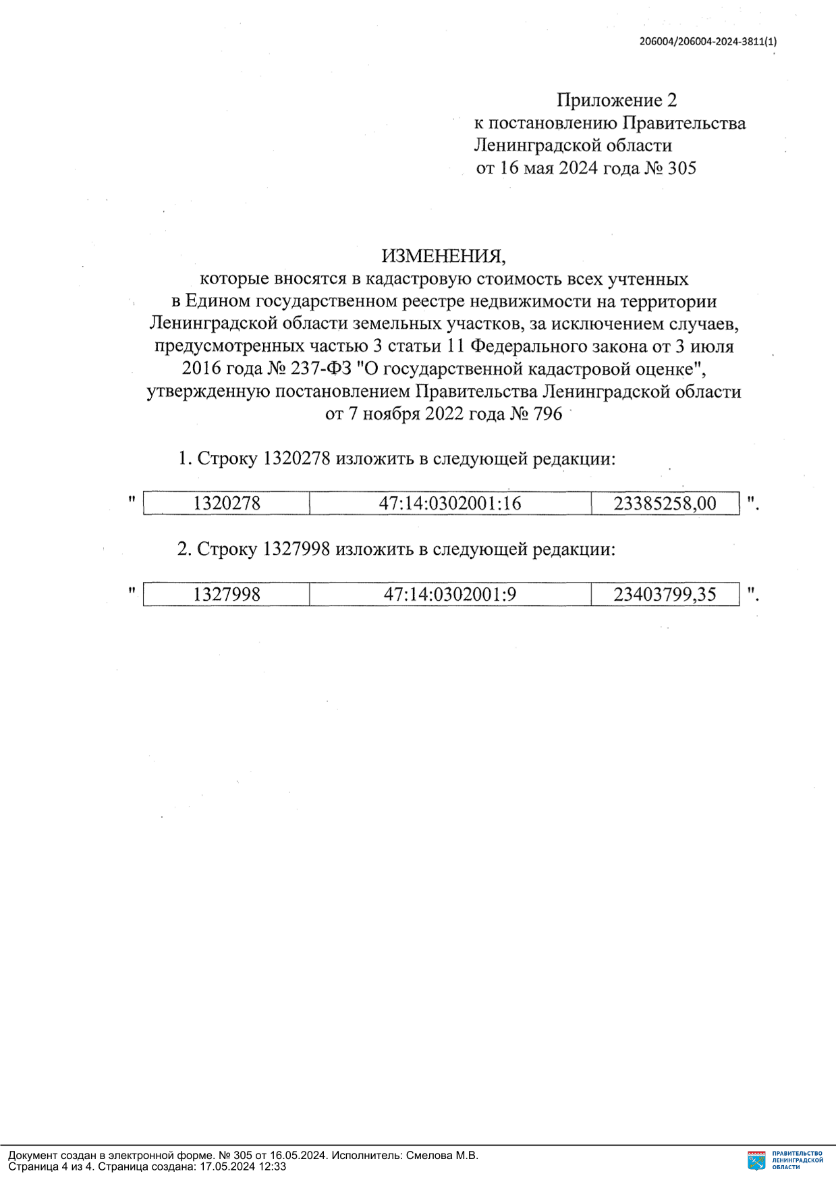 206004/206004-2024-3811(1)
Приложение 2
к постановлению Правительства
Ленинградской области
от 16 мая 2024 года № 305
ИЗМЕНЕНИЯ,
которые вносятся в кадастровую стоимость всех учтенных
в Едином государственном реестре недвижимости на территории
Ленинградской области земельных участков, за исключением случаев,
предусмотренных частью 3 статьи 11 Федерального закона от 3 июля
2016 года № 237-ФЗ "О государственной кадастровой оценке",
утвержденную постановлением Правительства Ленинградской области
от 7 ноября 2022 года № 796
1. Строку 1320278 изложить в следующей редакции:
" 1320278 47:14:0302001:16 23385258,00 ".
2. Строку 1327998 изложить в следующей редакции:
" 1327998 47:14:0302001:9 23403799,35 ".
Документ создан в электронной форме. № 305 от 16.05.2024. Исполнитель: Смелова М.В.
Страница 4 из 4. Страница создана: 17.05.2024 12:33
ПРАВИТЕЛЬСТВО
ЛЕНИНГРАДСКОЙ
ОБЛАСТИ